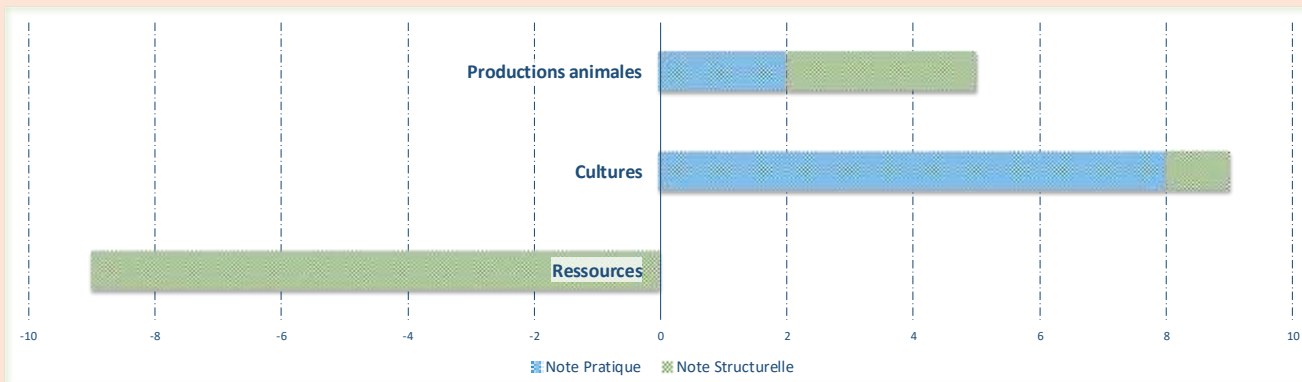 Productions animales
Cultures
Ressources
-10 -8 -6 -4 -2 0 2 4 6 8 10
Note Pratique Note Structurelle